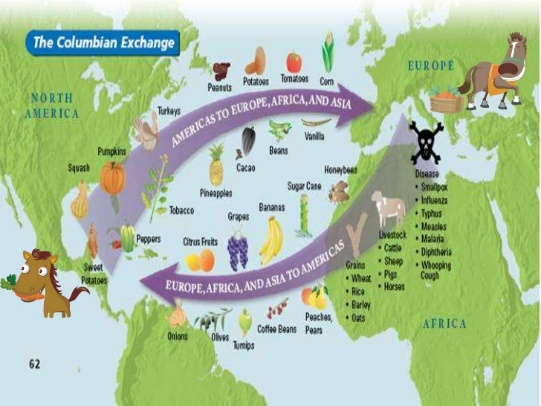 The Columbian Exchange
NORTH
AMERICA
EUROPE
Peanuts
Potatoes
Tomatoes
Corn
Turkeys
AMERICAS TO EUROPE, AFRICA, AND ASIA
Pumpkins
Squash
Beans
Vanilla
Cacao
Pineapples
Tobacco
Peppers
Sweet
Potatoes
Honeybees
Sugar Cane
Bananas
Grapes
Citrus Fruits
Disease
• Smallpox
• Influenza
• Typhus
• Measles
• Malaria
• Diphtheria
• Whooping
Cough
Livestock
• Cattle
• Sheep
• Pigs
• Horses
Grains
• Wheat
• Rice
• Barley
• Oats
EUROPE, AFRICA, AND ASIA TO AMERICAS
Peaches,
Pears
Coffee Beans
Turnips
Olives
Onions
AFRICA
62